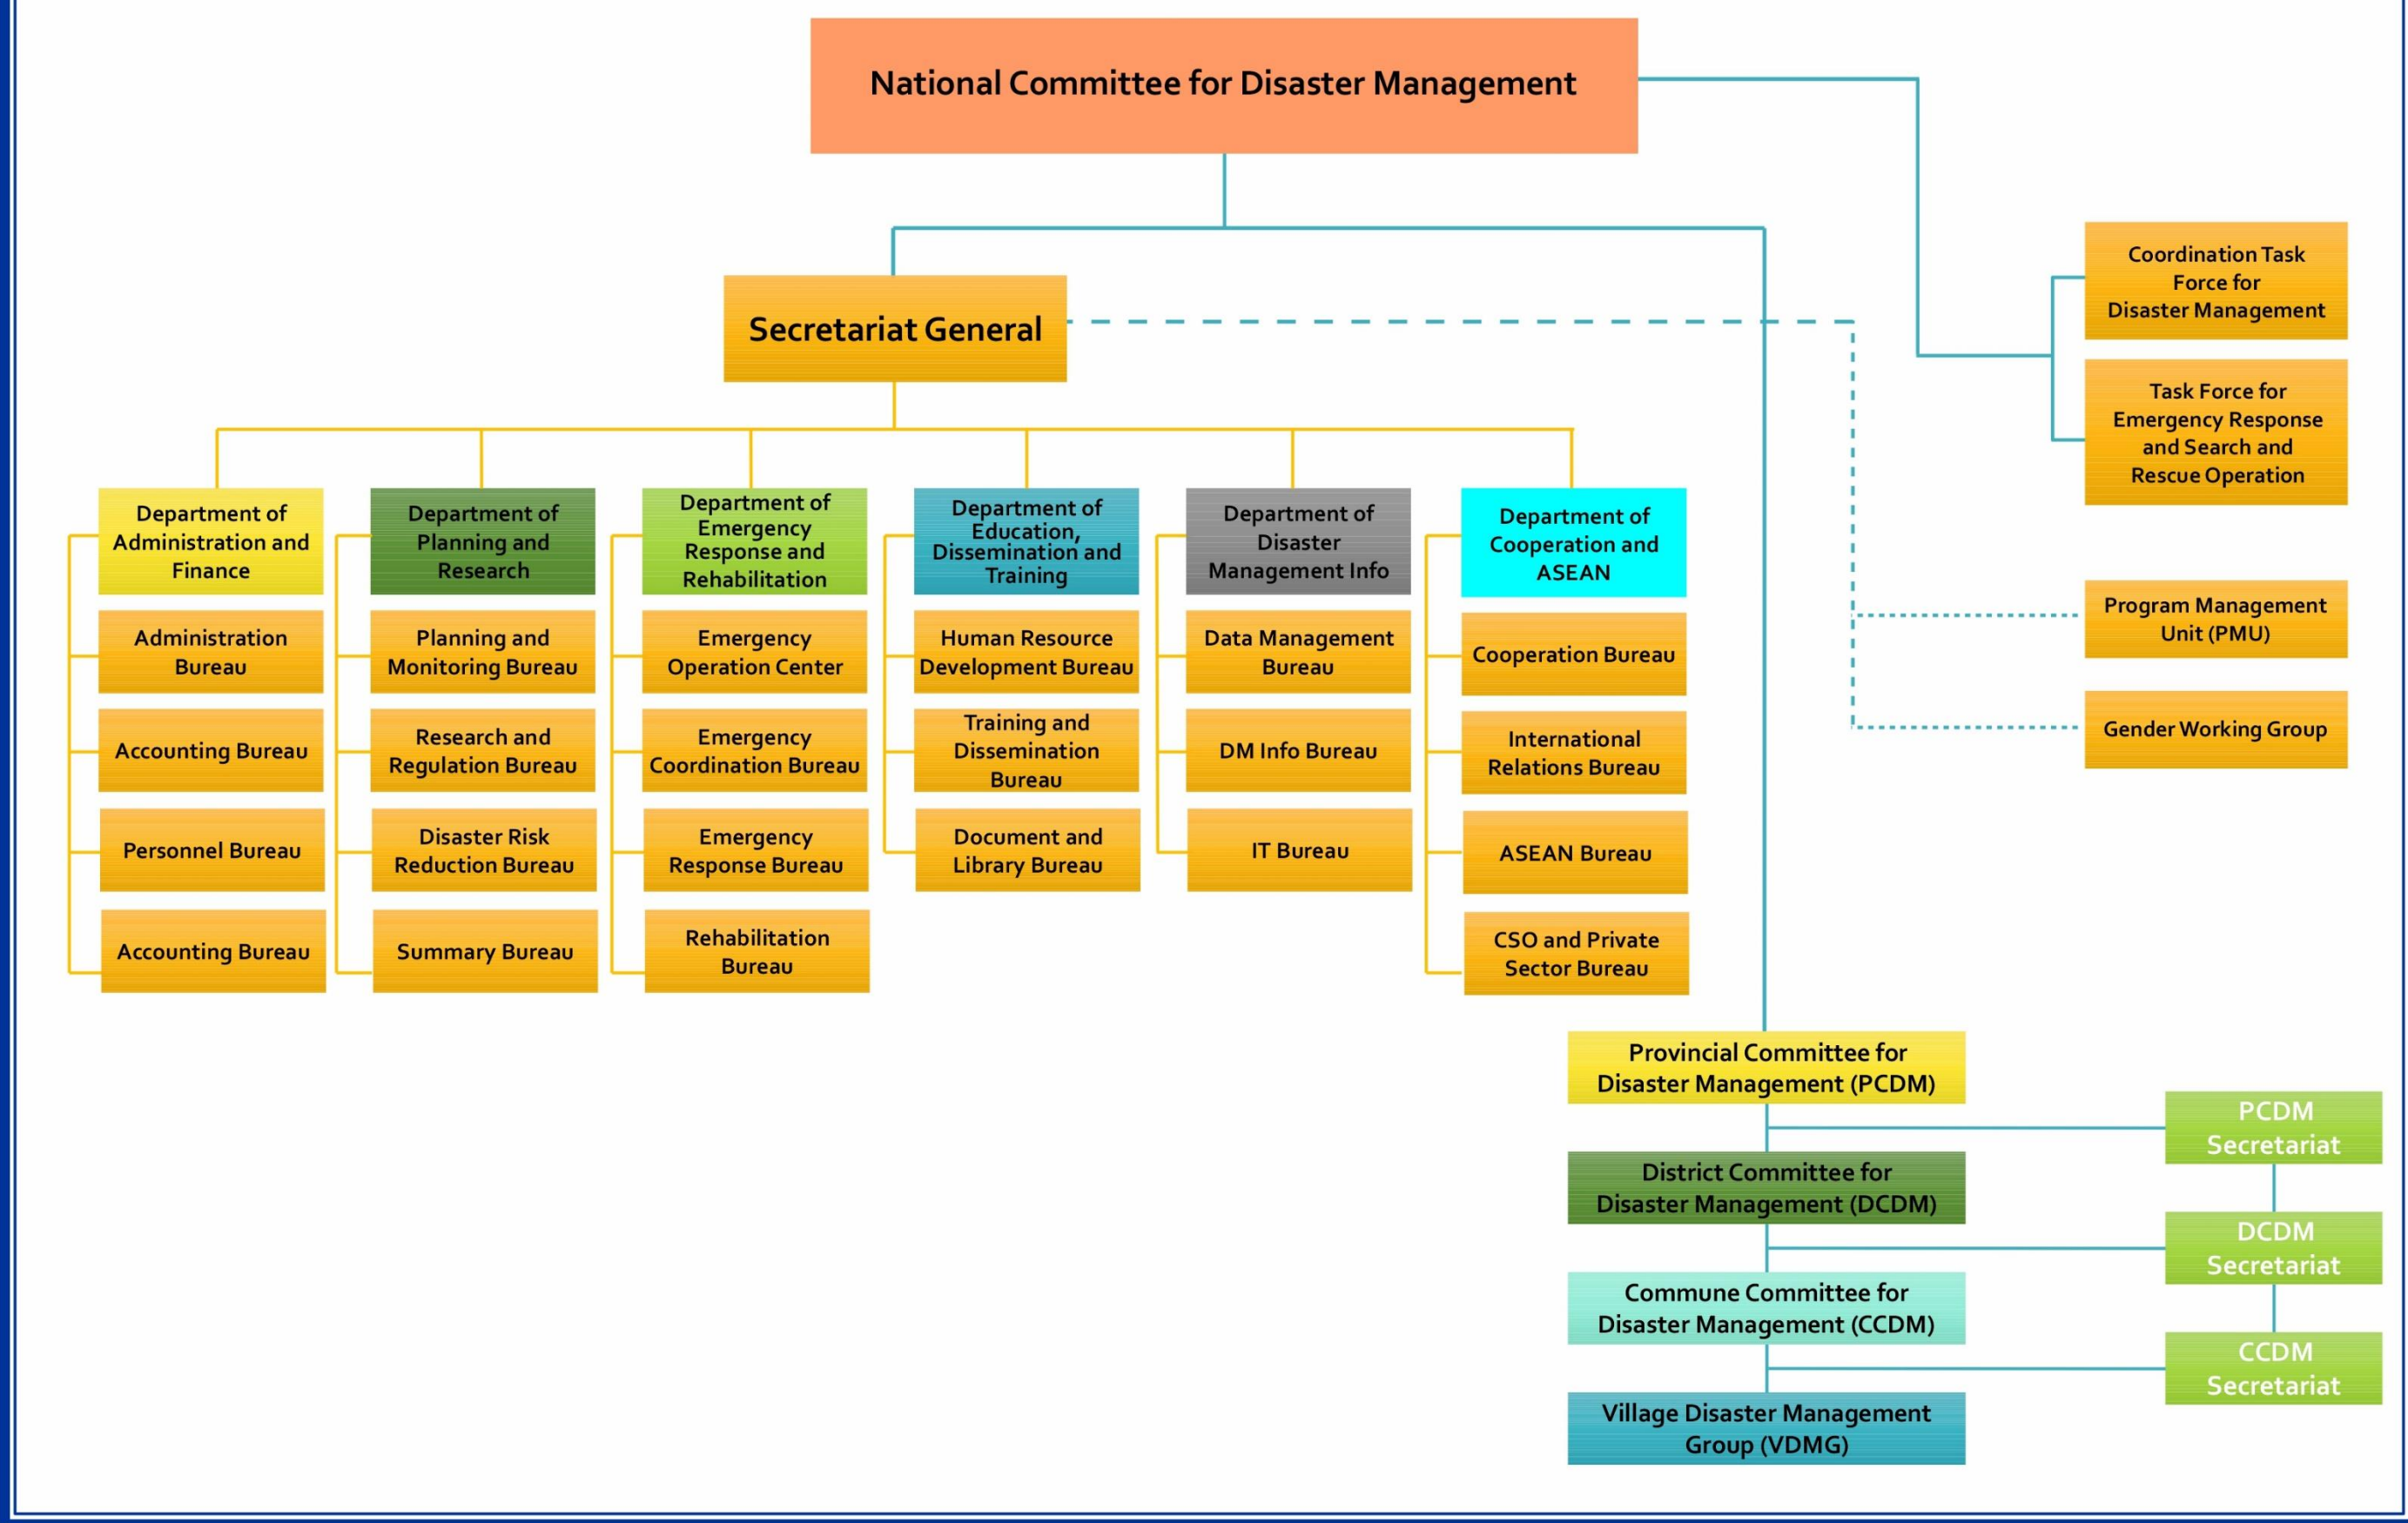 National Committee for Disaster Management
Coordination Task
Force for
Disaster Management
Secretariat General
Task Force for
Emergency Response
and Search and
Rescue Operation
Program Management
Unit (PMU)
Gender Working Group
Department of
Administration and
Finance
Administration
Bureau
Accounting Bureau
Personnel Bureau
Accounting Bureau
Department of
Planning and
Research
Planning and
Monitoring Bureau
Research and
Regulation Bureau
Disaster Risk
Reduction Bureau
Summary Bureau
Department of
Emergency
Response and
Rehabilitation
Emergency
Operation Center
Emergency
Coordination Bureau
Emergency
Response Bureau
Rehabilitation
Bureau
Department of
Education,
Dissemination and
Training
Human Resource
Development Bureau
Training and
Dissemination
Bureau
Document and
Library Bureau
Department of
Disaster
Management Info
Data Management
Bureau
DM Info Bureau
IT Bureau
Department of
Cooperation and
ASEAN
Cooperation Bureau
International
Relations Bureau
ASEAN Bureau
CSO and Private
Sector Bureau
Provincial Committee for
Disaster Management (PCDM)
PCDM
Secretariat
District Committee for
Disaster Management (DCDM)
DCDM
Secretariat
Commune Committee for
Disaster Management (CCDM)
CCDM
Secretariat
Village Disaster Management
Group (VDMG)